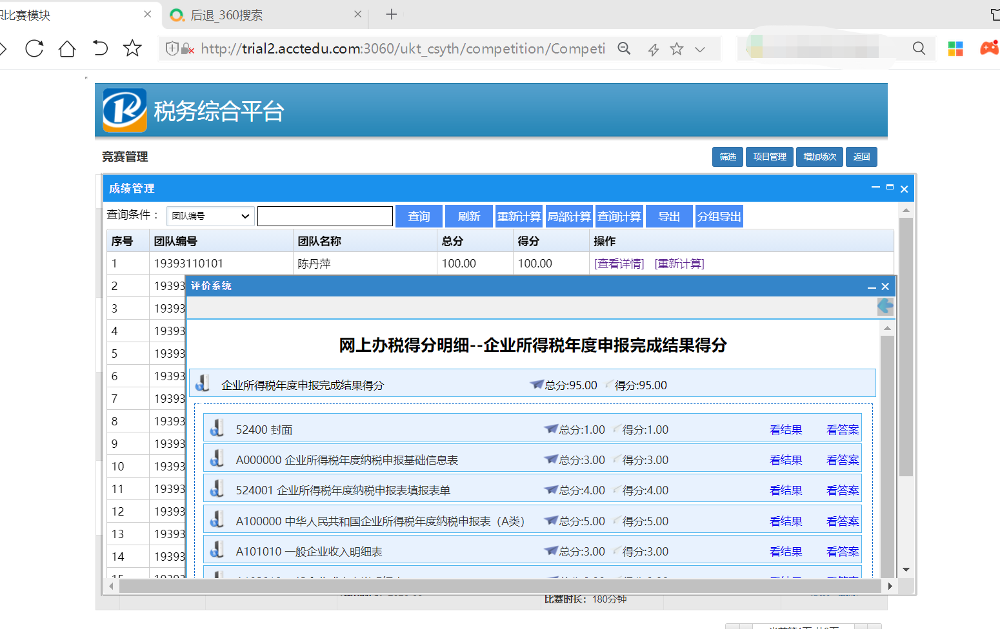 织比赛模块
后退_360搜索
http://trial2.acctedu.com:3060/ukt_csyth/competition/Competi
税务综合平台
竞赛管理
筛选 项目管理 增加场次 返回
成绩管理
查询条件： 团队编号 查询 刷新 重新计算 局部计算 查询计算 导出 分组导出
序号 团队编号 团队名称 总分 得分 操作
1 19393110101 陈丹萍 100.00 100.00 [查看详情] [重新计算]
2 19393
评价系统
3 19393
4 19393
网上办税得分明细--企业所得税年度申报完成结果得分
5 19393
6 19393
企业所得税年度申报完成结果得分 总分:95.00 得分:95.00
7 19393
8 19393
52400 封面 总分:1.00 得分:1.00 看结果 看答案
9 19393
A000000 企业所得税年度纳税申报基础信息表 总分:3.00 得分:3.00 看结果 看答案
10 19393
11 19393
524001 企业所得税年度纳税申报表填报表单 总分:4.00 得分:4.00 看结果 看答案
12 19393
A100000 中华人民共和国企业所得税年度纳税申报表（A类） 总分:5.00 得分:5.00 看结果 看答案
13 19393
14 19393
A101010 一般企业收入明细表 总分:3.00 得分:3.00 看结果 看答案
比赛时长：180分钟